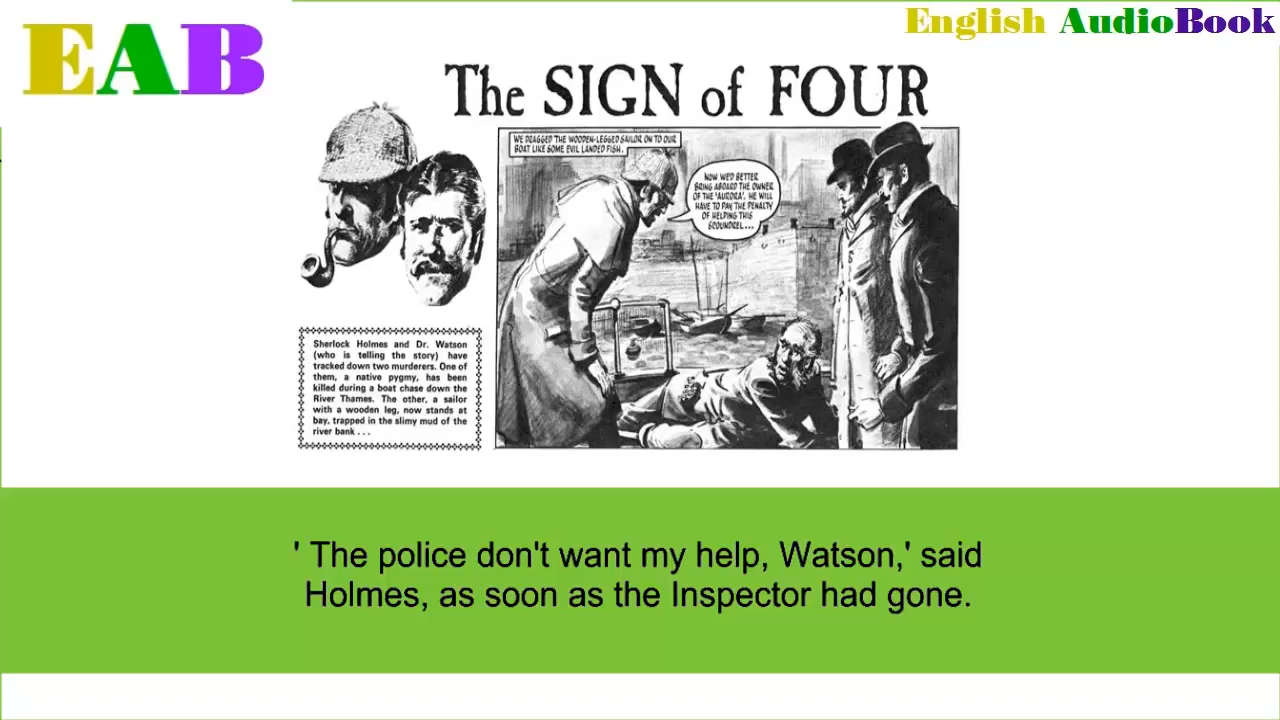 EAB
English AudioBook
The SIGN of FOUR
WE DRAGGED THE WOODEN-LEGGED SAILOR ON TO OUR
BOAT LIKE SOME EVIL LANDED FISH.
NOW WE'D BETTER
BRING ABOARD THE OWNER
OF THE 'AURORA'. HE WILL
HAVE TO PAY THE PENALTY
OF HELPING THIS
SCOUNDREL...
Sherlock Holmes and Dr. Watson
(who is telling the story) have
tracked down two murderers. One of
them, a native pygmy, has been
killed during a boat chase down the
River Thames. The other, a sailor
with a wooden leg, now stands at
bay, trapped in the slimy mud of the
river bank . . .
' The police don't want my help, Watson,' said
Holmes, as soon as the Inspector had gone.